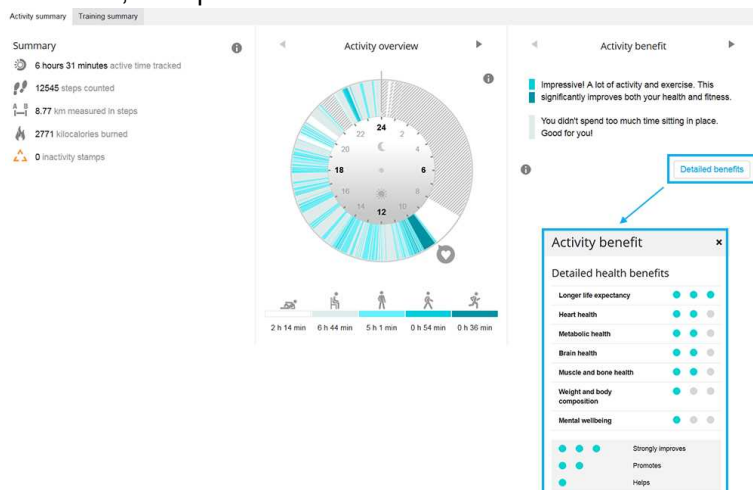 Activity summary
Training summary
Summary
6 hours 31 minutes active time tracked
12545 steps counted
A B
8.77 km measured in steps
2771 kilocalories burned
0 inactivity stamps
Activity overview
24
2
4
6
8
10
12
14
16
18
20
22
2 h 14 min
6 h 44 min
5 h 1 min
0 h 54 min
0 h 36 min
Activity benefit
Impressive! A lot of activity and exercise. This
significantly improves both your health and fitness.
You didn't spend too much time sitting in place.
Good for you!
Detailed benefits
Activity benefit
×
Detailed health benefits
Longer life expectancy
Heart health
Metabolic health
Brain health
Muscle and bone health
Weight and body
composition
Mental wellbeing
Strongly improves
Promotes
Helps